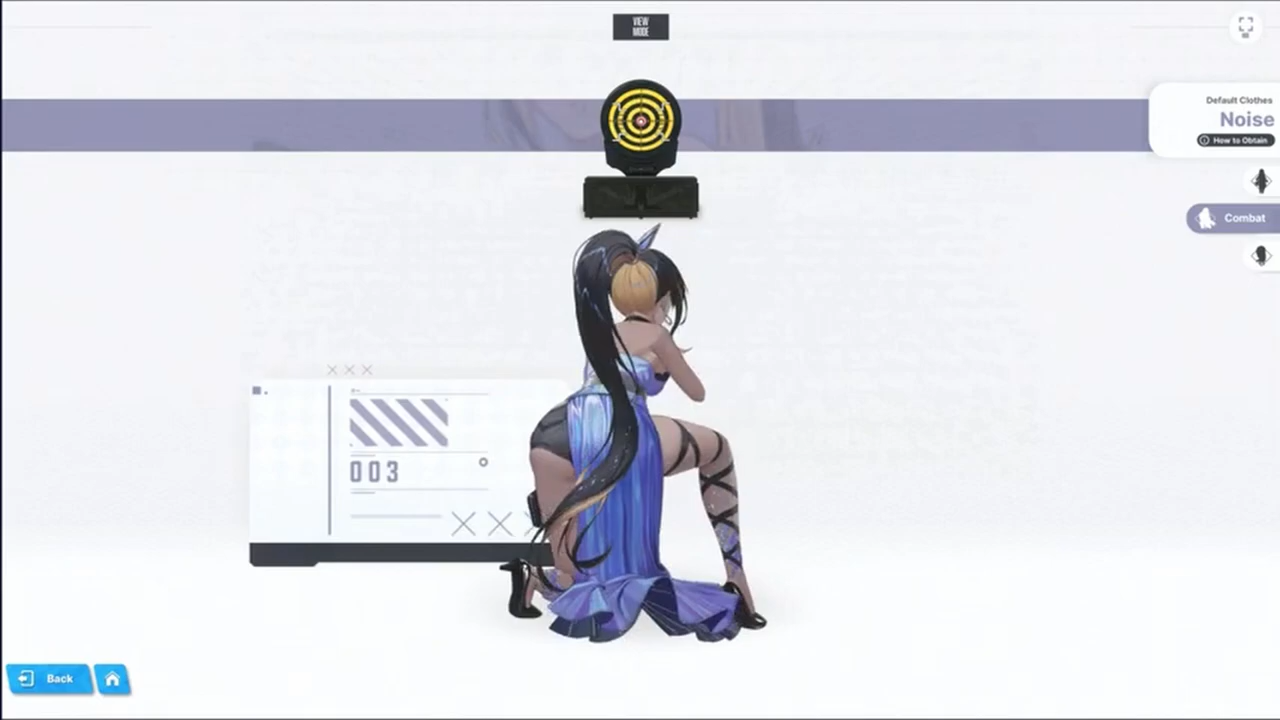 VIEW
MODE
Default Clothes
Noise
How to Obtain
Combat
003
Back